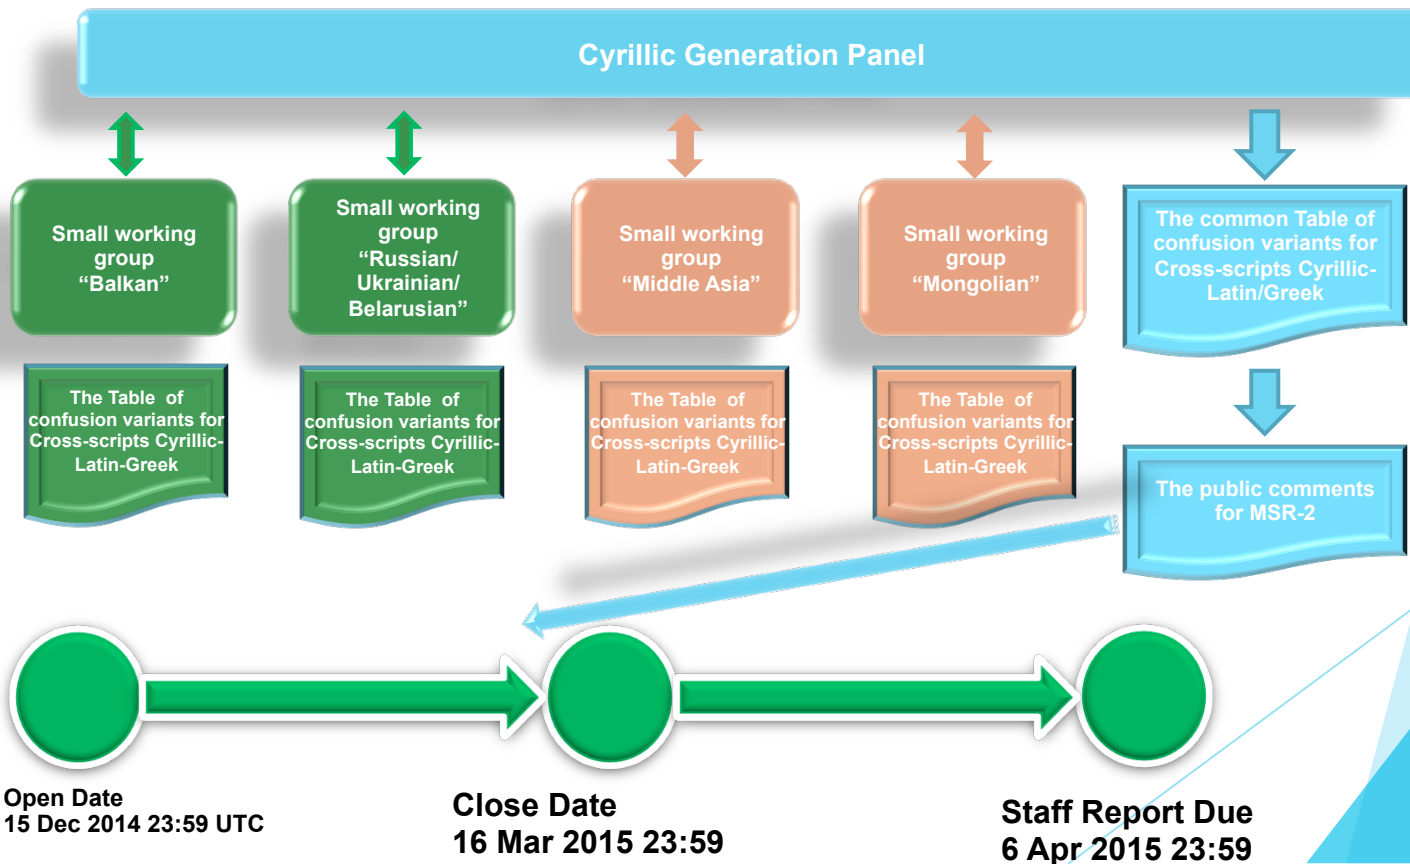 Cyrillic Generation Panel
Small working
group
“Balkan”
Small working
group
“Russian/
Ukrainian/
Belarusian”
Small working
group
“Middle Asia”
Small working
group
“Mongolian”
The common Table of
confusion variants for
Cross-scripts Cyrillic-
Latin/Greek
The Table of
confusion variants for
Cross-scripts Cyrillic-
Latin-Greek
The Table of
confusion variants for
Cross-scripts Cyrillic-
Latin-Greek
The Table of
confusion variants for
Cross-scripts Cyrillic-
Latin-Greek
The Table of
confusion variants for
Cross-scripts Cyrillic-
Latin-Greek
The public comments
for MSR-2
Open Date
15 Dec 2014 23:59 UTC
Close Date
16 Mar 2015 23:59
Staff Report Due
6 Apr 2015 23:59